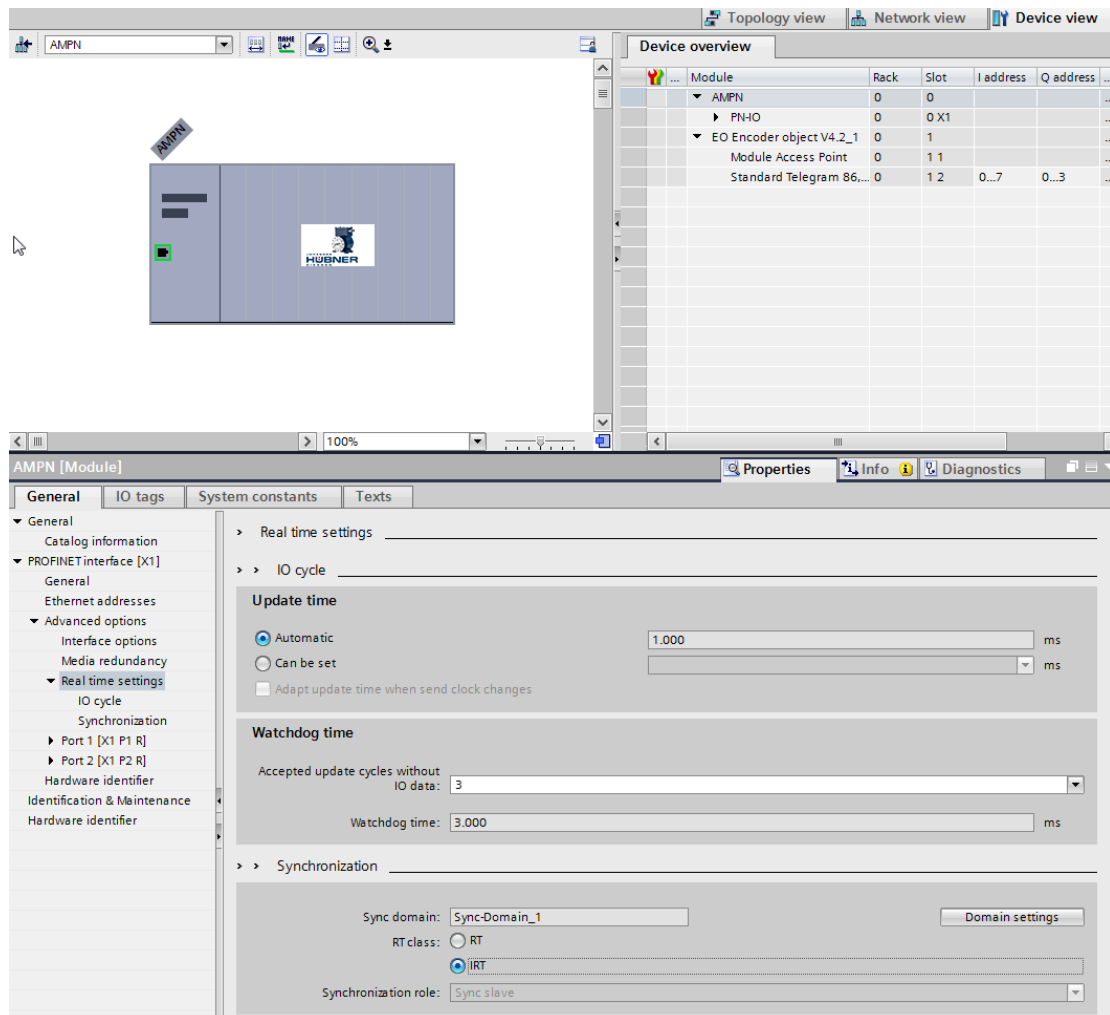 Topology view Network view Device view
AMPN
Device overview
... Module Rack Slot I address Q address ...
AMPN 0 0
PN-IO 0 0 X1
EO Encoder object V4.2_1 0 1
Module Access Point 0 1 1
Standard Telegram 86,... 0 1 2 0...7 0...3
AMPN
HÜBNER
100%
AMPN [Module]
Properties Info Diagnostics
General IO tags System constants Texts
General
Catalog information
PROFINET interface [X1]
General
Ethernet addresses
Advanced options
Interface options
Media redundancy
Real time settings
IO cycle
Synchronization
Port 1 [X1 P1 R]
Port 2 [X1 P2 R]
Hardware identifier
Identification & Maintenance
Hardware identifier
Real time settings
IO cycle
Update time
Automatic 1.000 ms
Can be set ms
Adapt update time when send clock changes
Watchdog time
Accepted update cycles without
IO data: 3
Watchdog time: 3.000 ms
Synchronization
Sync domain: Sync-Domain_1 Domain settings
RT class: RT
IRT
Synchronization role: Sync slave